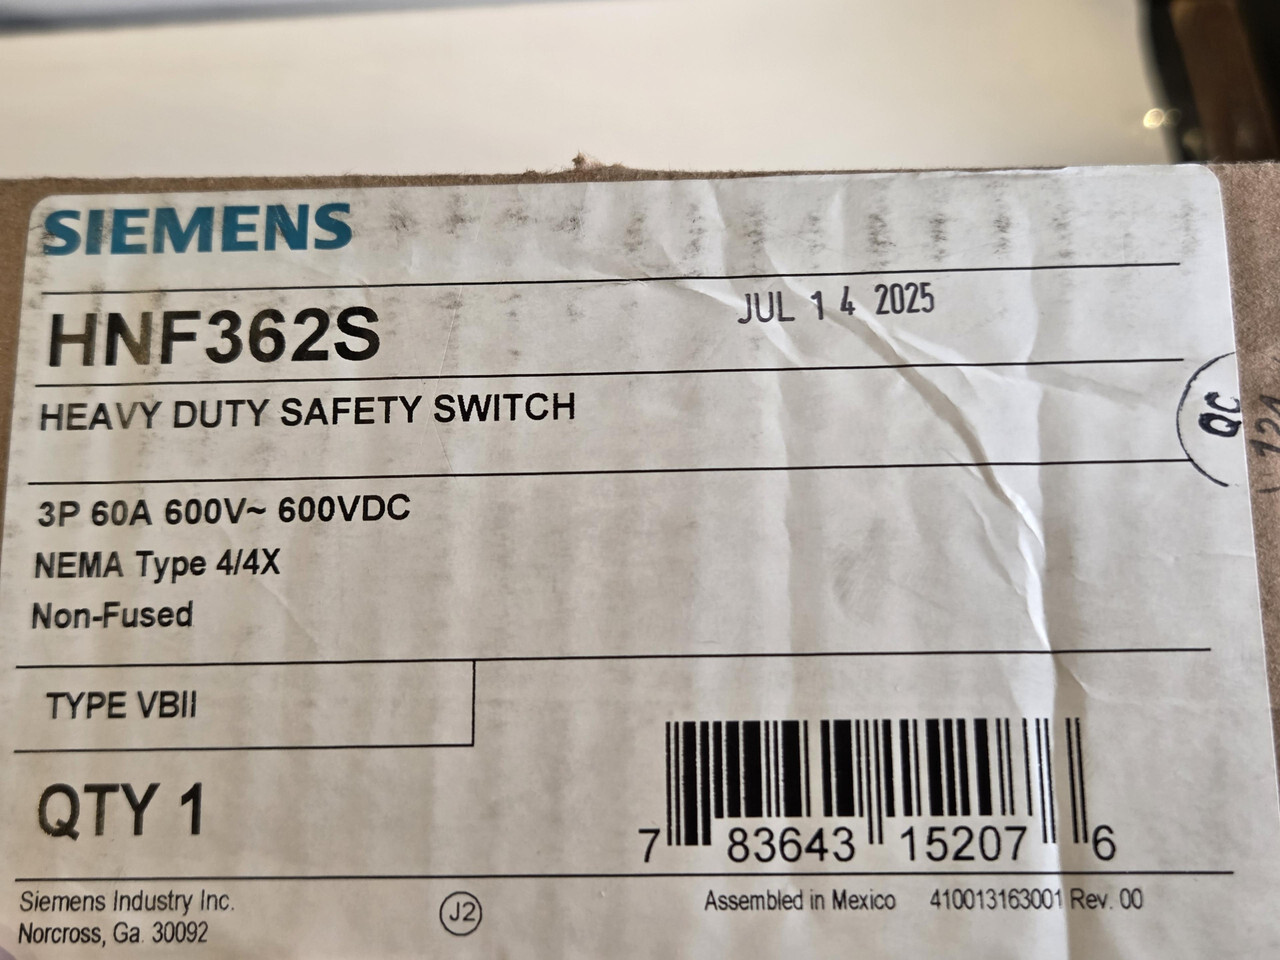 SIEMENS
JUL 14 2025
HNF362S
HEAVY DUTY SAFETY SWITCH
QC
121
3P 60A 600V~ 600VDC
NEMA Type 4/4X
Non-Fused
TYPE VBII
QTY 1
7 83643 15207 6
Siemens Industry Inc.
Norcross, Ga. 30092
J2
Assembled in Mexico 410013163001 Rev. 00